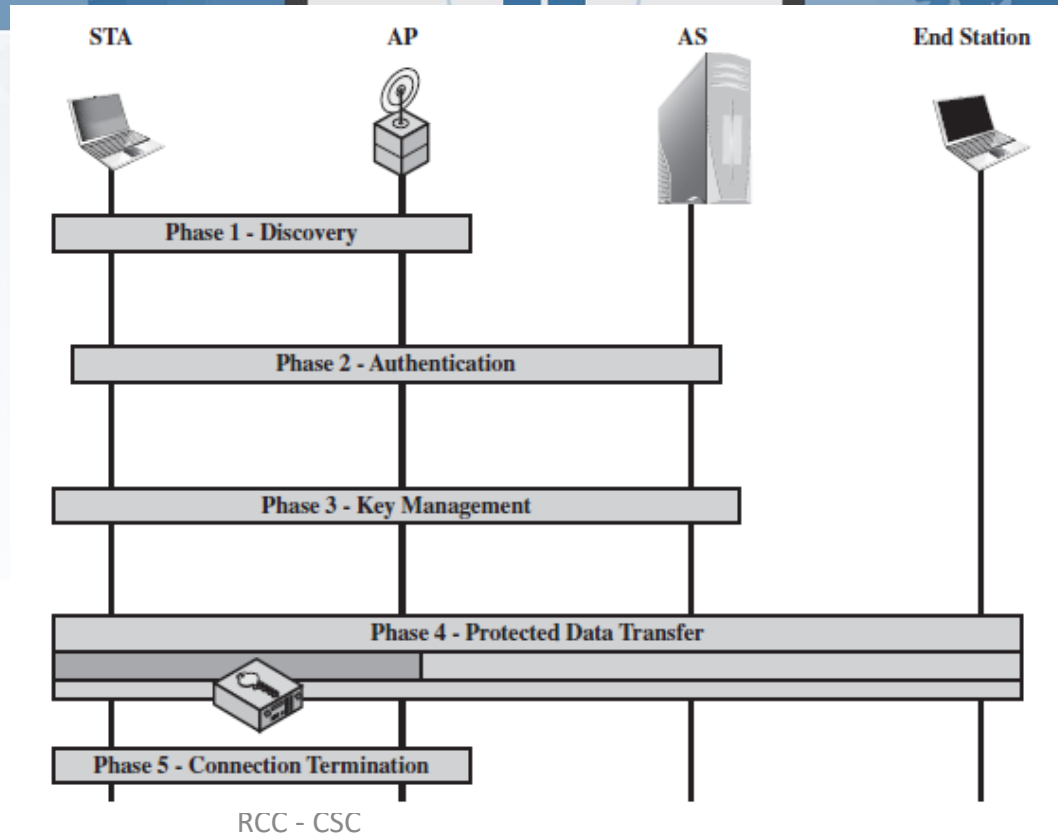 STA AP AS End Station
Phase 1 - Discovery
Phase 2 - Authentication
Phase 3 - Key Management
Phase 4 - Protected Data Transfer
Phase 5 - Connection Termination
RCC - CSC